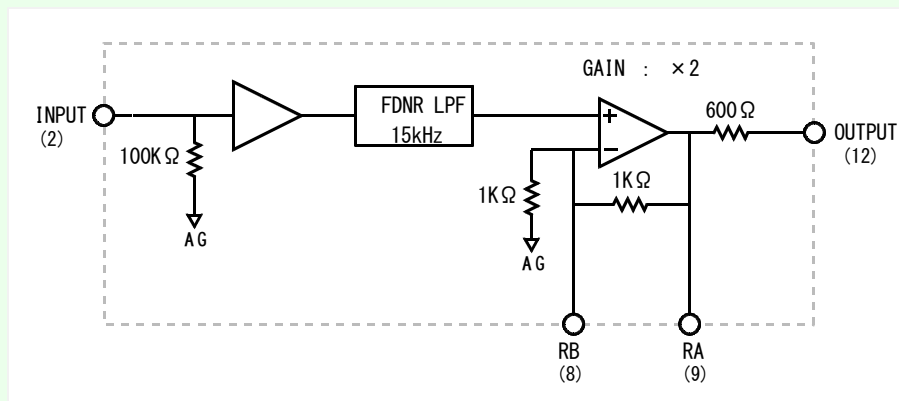 GAIN : ×2
INPUT
(2)
100KΩ
AG
FDNR LPF
15kHz
+
−
1KΩ
AG
1KΩ
600Ω
OUTPUT
(12)
RB
(8)
RA
(9)